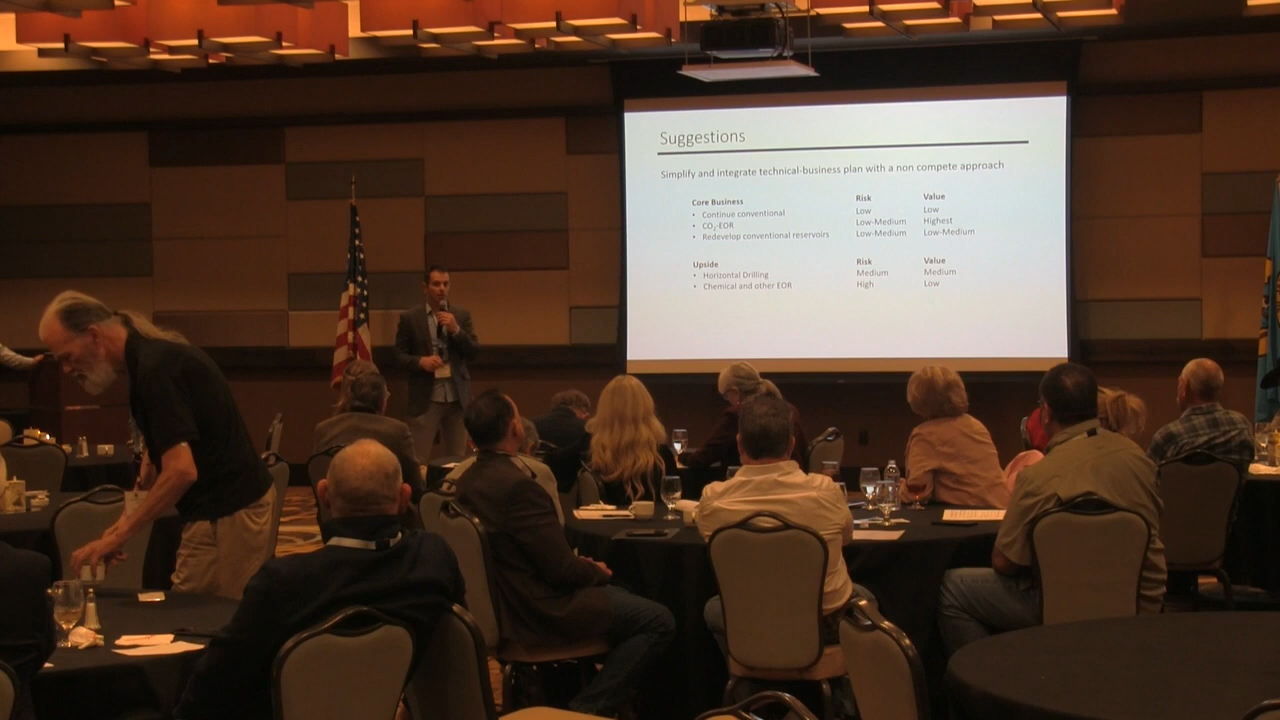 Suggestions
Simplify and integrate technical-business plan with a non compete approach
Core Business Risk Value
• Continue conventional Low Low
• CO₂-EOR Low-Medium Highest
• Redevelop conventional reservoirs Low-Medium Low-Medium
Upside Risk Value
• Horizontal Drilling Medium Medium
• Chemical and other EOR High Low